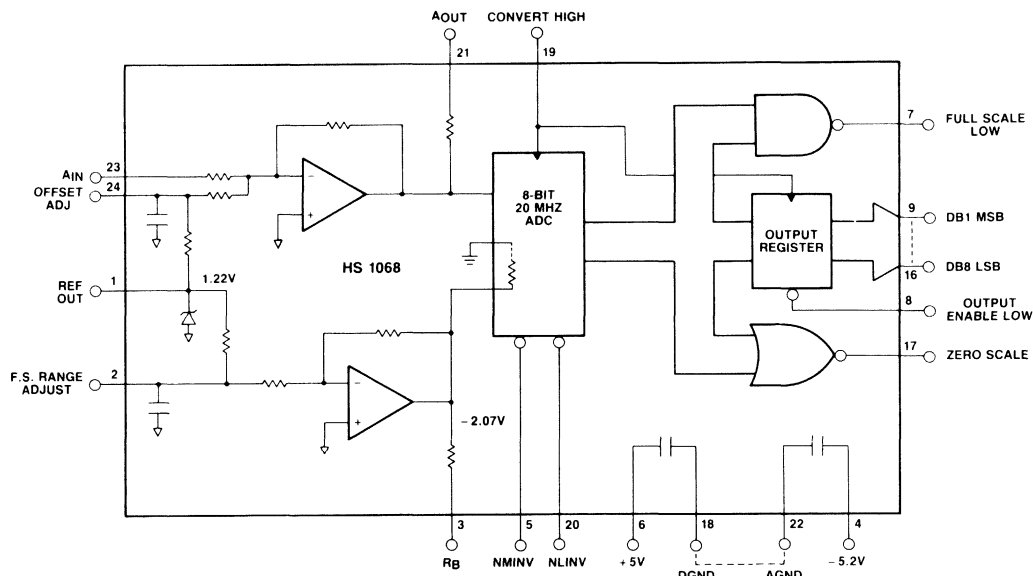 AOUT CONVERT HIGH
21 19
7 FULL SCALE
LOW
AIN 23
OFFSET 24
ADJ
8-BIT
20 MHZ
ADC
9 DB1 MSB
OUTPUT
REGISTER
HS 1068
DB8 LSB
16
REF 1 1.22V
OUT
8 OUTPUT
ENABLE LOW
17 ZERO SCALE
F.S. RANGE 2
ADJUST
- +
- +
−2.07V
3 5 20 6 18 22 4
RB NMINV NLINV +5V DGND AGND −5.2V